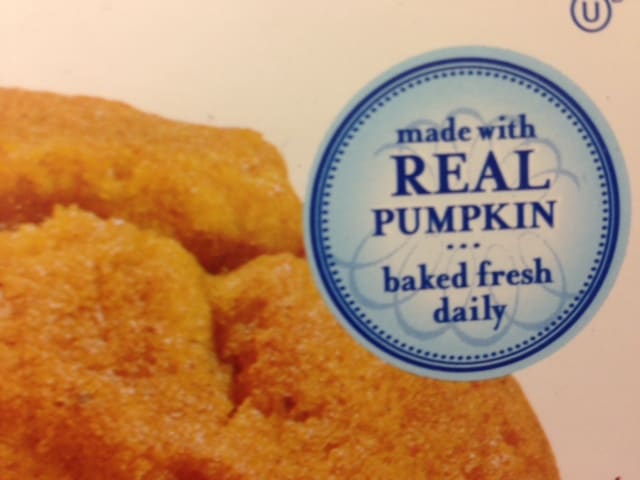 U
made with
REAL
PUMPKIN
baked fresh
daily